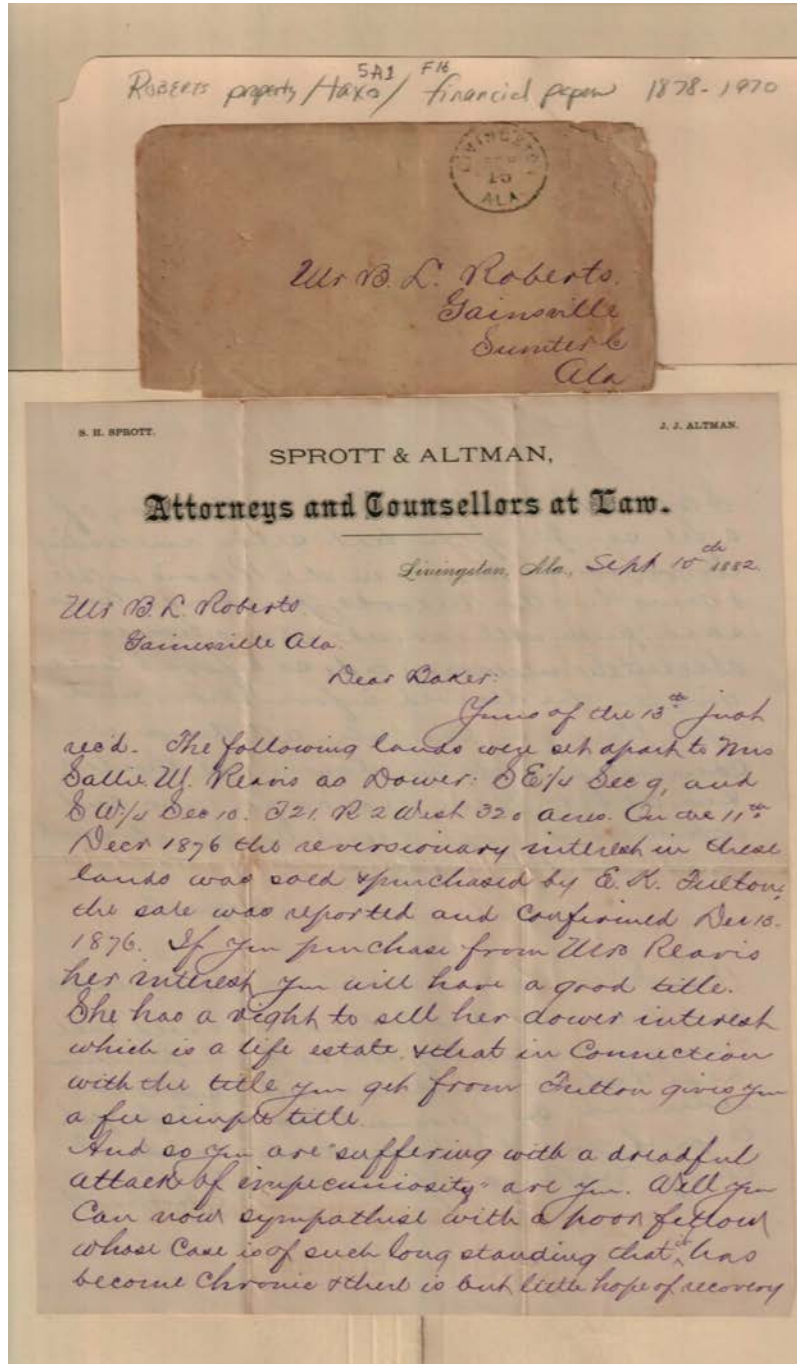 5A1 F16
ROBERTS property / taxes / financial papers 1878-1970
LIVINGSTON
15
ALA.
Mr B. L. Roberts.
Gainsville
Sumter C
Ala
S. H. SPROTT.
J. J. ALTMAN.
SPROTT & ALTMAN,
Attorneys and Counsellors at Law.
Livingston, Ala., Sept 15th 1882.
Mr B. L. Roberts.
Gainesville Ala.
Dear Baker:
Yours of the 13th just
rec'd. The following lands were set apart to Mrs
Sallie M. Reavis as Dower: S E/4 Sec 9, and
S W/4 Sec 10. T21. R 2 West 320 acres. On the 11th
Decr 1876 the reversionary interest in these
lands was sold & purchased by E. K. Fulton,
the sale was reported and confirmed Dec 13.
1876. If you purchase from Mrs Reavis
her interest you will have a good title.
She has a right to sell her dower interest
which is a life estate & that in Connection
with the title you get from Fulton gives you
a fee simple title.
And so you are "suffering with a dreadful
attack of impecuniosity" are you. Well you
Can now sympathise with a poor fellow
whose Case is of such long standing that it has
become Chronic & there is but little hope of recovery